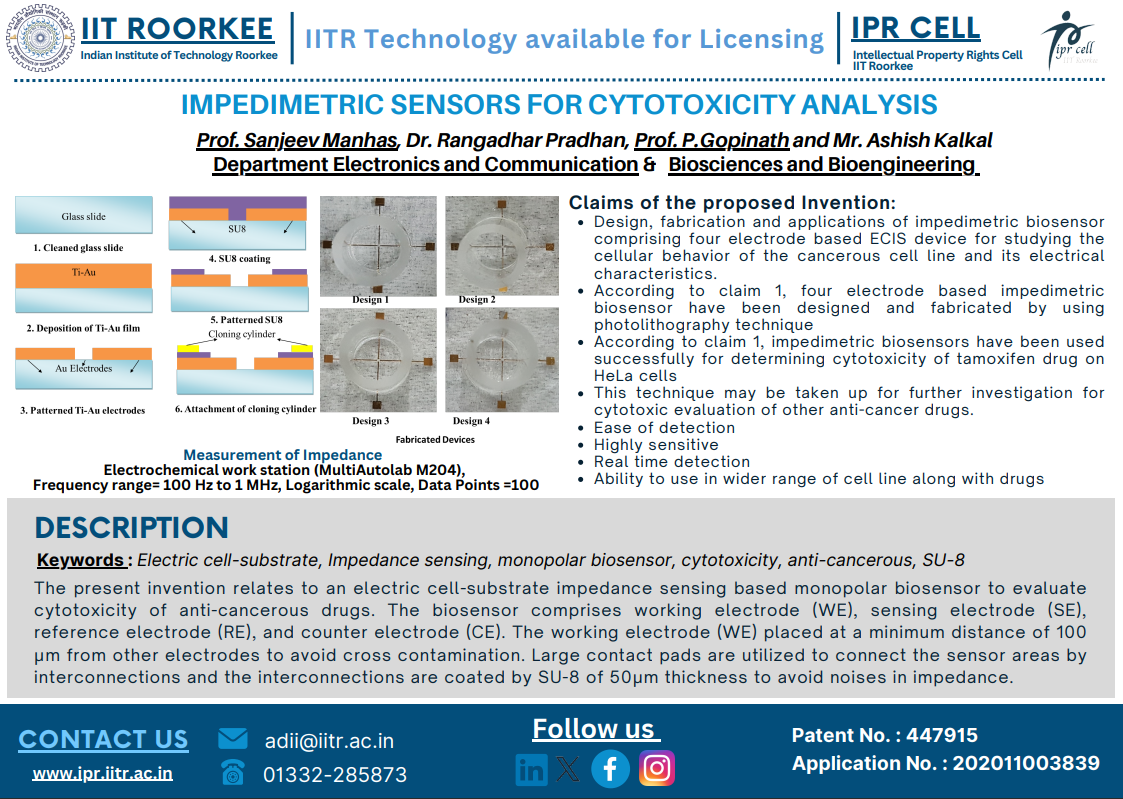 IIT ROORKEE
Indian Institute of Technology Roorkee
IITR Technology available for Licensing
IPR CELL
Intellectual Property Rights Cell
IIT Roorkee
ipr cell
IMPEDIMETRIC SENSORS FOR CYTOTOXICITY ANALYSIS
Prof. Sanjeev Manhas, Dr. Rangadhar Pradhan, Prof. P.Gopinath and Mr. Ashish Kalkal
Department Electronics and Communication & Biosciences and Bioengineering
Glass slide
1. Cleaned glass slide
Ti-Au
2. Deposition of Ti-Au film
Au Electrodes
3. Patterned Ti-Au electrodes
SU8
4. SU8 coating
5. Patterned SU8
Cloning cylinder
6. Attachment of cloning cylinder
Design 1
Design 2
Design 3
Design 4
Fabricated Devices
Measurement of Impedance
Electrochemical work station (MultiAutolab M204),
Frequency range= 100 Hz to 1 MHz, Logarithmic scale, Data Points =100
Claims of the proposed Invention:
• Design, fabrication and applications of impedimetric biosensor
comprising four electrode based ECIS device for studying the
cellular behavior of the cancerous cell line and its electrical
characteristics.
• According to claim 1, four electrode based impedimetric
biosensor have been designed and fabricated by using
photolithography technique
• According to claim 1, impedimetric biosensors have been used
successfully for determining cytotoxicity of tamoxifen drug on
HeLa cells
• This technique may be taken up for further investigation for
cytotoxic evaluation of other anti-cancer drugs.
• Ease of detection
• Highly sensitive
• Real time detection
• Ability to use in wider range of cell line along with drugs
DESCRIPTION
Keywords : Electric cell-substrate, Impedance sensing, monopolar biosensor, cytotoxicity, anti-cancerous, SU-8
The present invention relates to an electric cell-substrate impedance sensing based monopolar biosensor to evaluate
cytotoxicity of anti-cancerous drugs. The biosensor comprises working electrode (WE), sensing electrode (SE),
reference electrode (RE), and counter electrode (CE). The working electrode (WE) placed at a minimum distance of 100
µm from other electrodes to avoid cross contamination. Large contact pads are utilized to connect the sensor areas by
interconnections and the interconnections are coated by SU-8 of 50µm thickness to avoid noises in impedance.
CONTACT US
www.ipr.iitr.ac.in
adii@iitr.ac.in
01332-285873
Follow us
Patent No. : 447915
Application No. : 202011003839